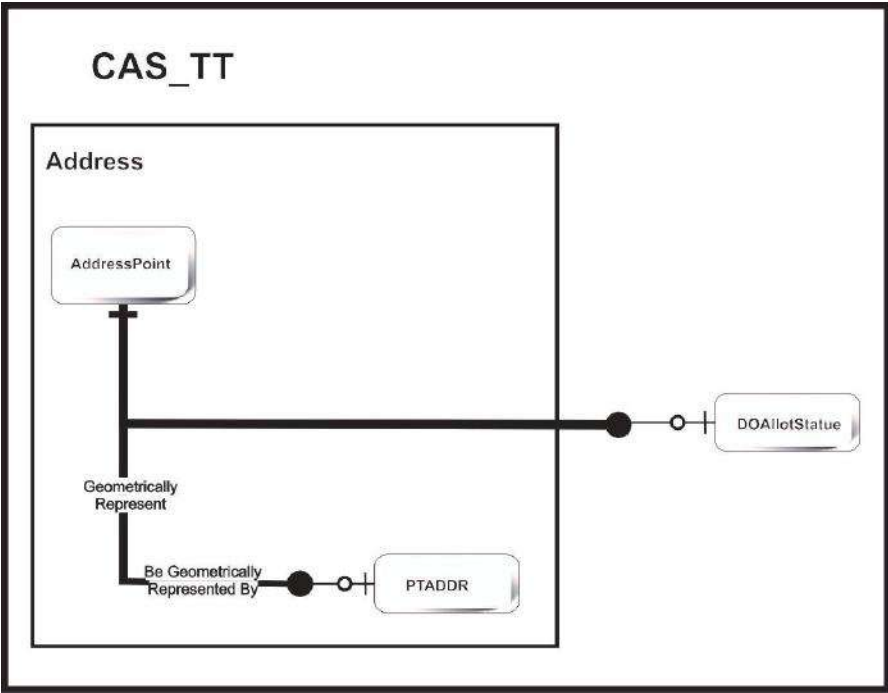 CAS_TT
Address
AddressPoint
DOAllotStatue
Geometrically
Represent
Be Geometrically
Represented By
PTADDR